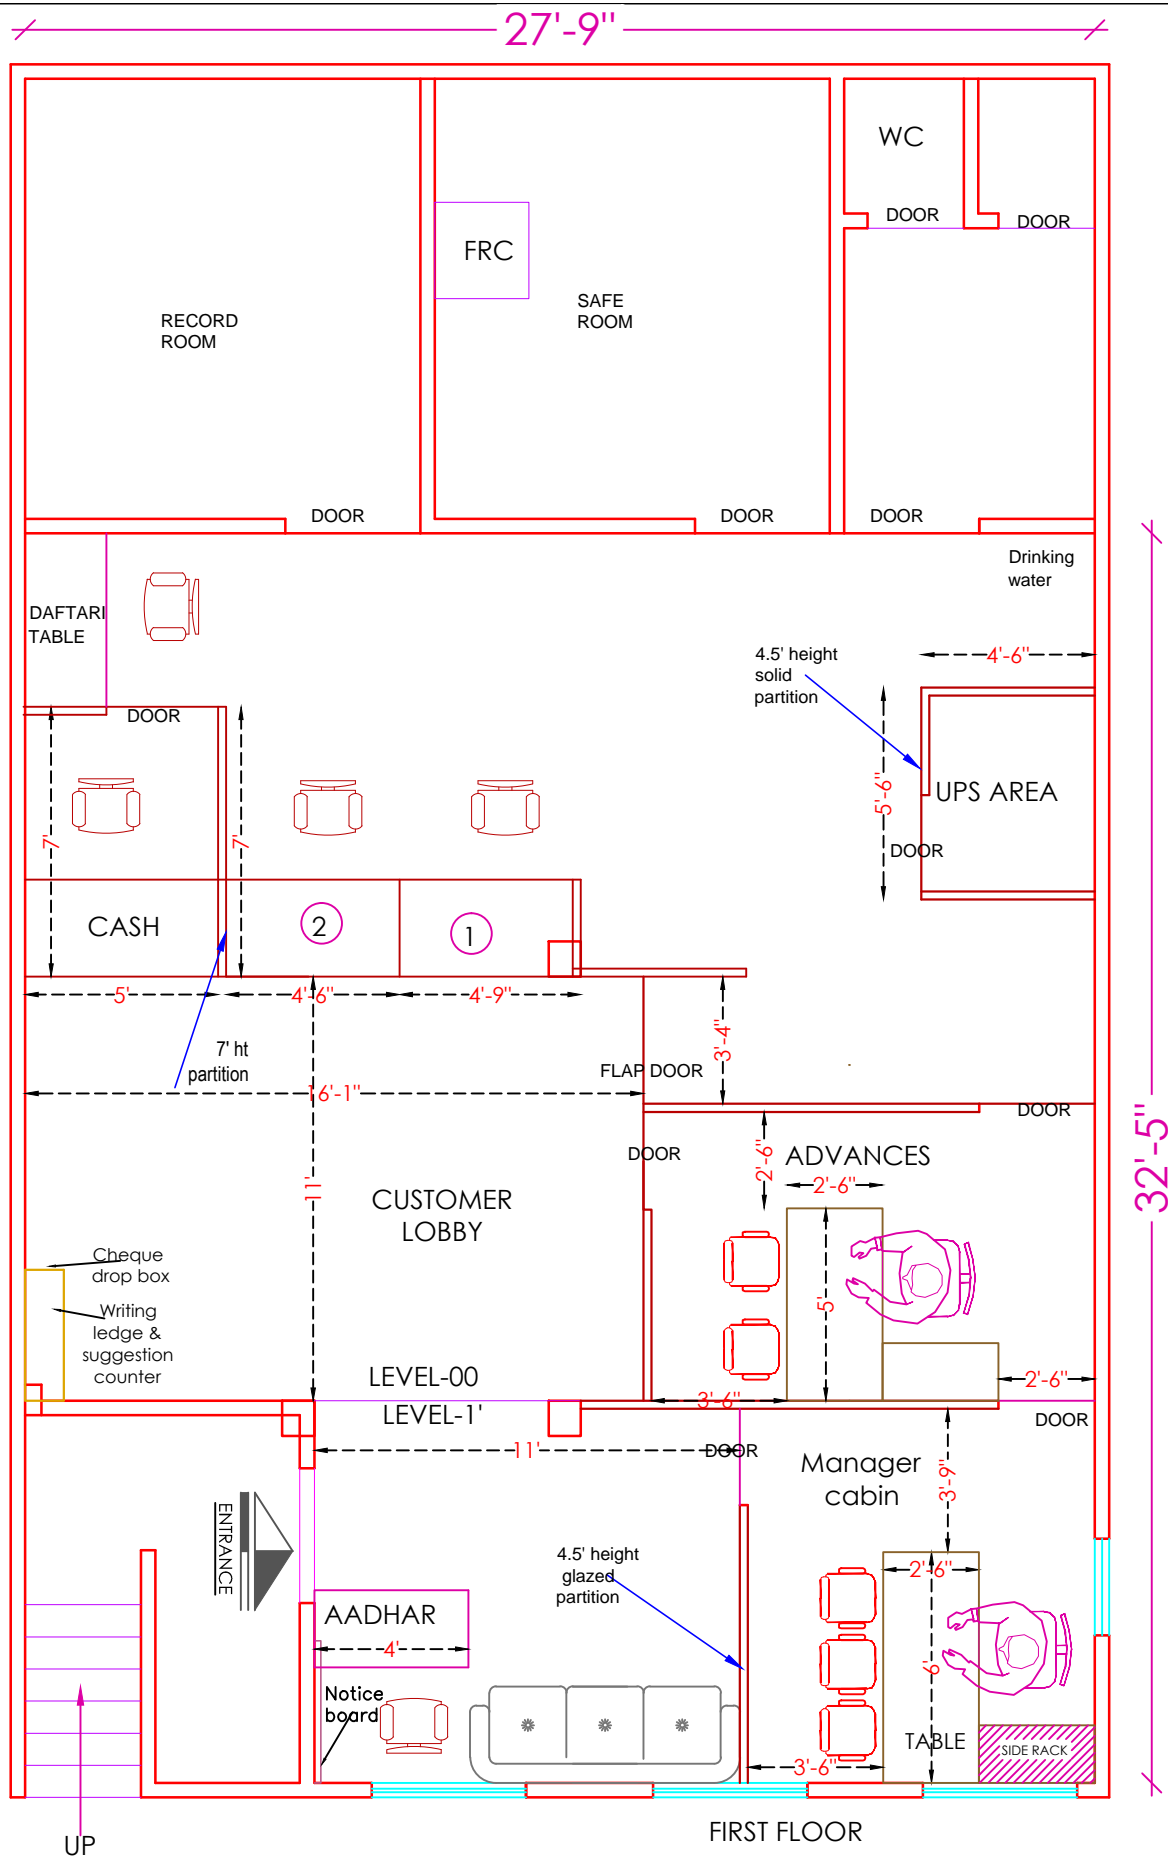 27'-9"
WC
DOOR
DOOR
FRC
SAFE
ROOM
RECORD
ROOM
DOOR
DOOR
DOOR
Drinking
water
DAFTARI
TABLE
4.5' height
solid
partition
4'-6"
DOOR
5'-6"
UPS AREA
7'
7'
DOOR
CASH
2
1
5'
4'-6"
4'-9"
7' ht
partition
3'-4"
FLAP DOOR
16'-1"
DOOR
32'-5"
DOOR
2'-6"
ADVANCES
2'-6"
11'
CUSTOMER
LOBBY
Cheque
drop box
Writing
ledge &
suggestion
counter
5'
LEVEL-00
2'-6"
3'-6"
LEVEL-1'
DOOR
11'
DOOR
Manager
cabin
3'-9"
ENTRANCE
4.5' height
glazed
partition
2'-6"
AADHAR
4'
6'
Notice
board
TABLE
SIDE RACK
3'-6"
UP
FIRST FLOOR